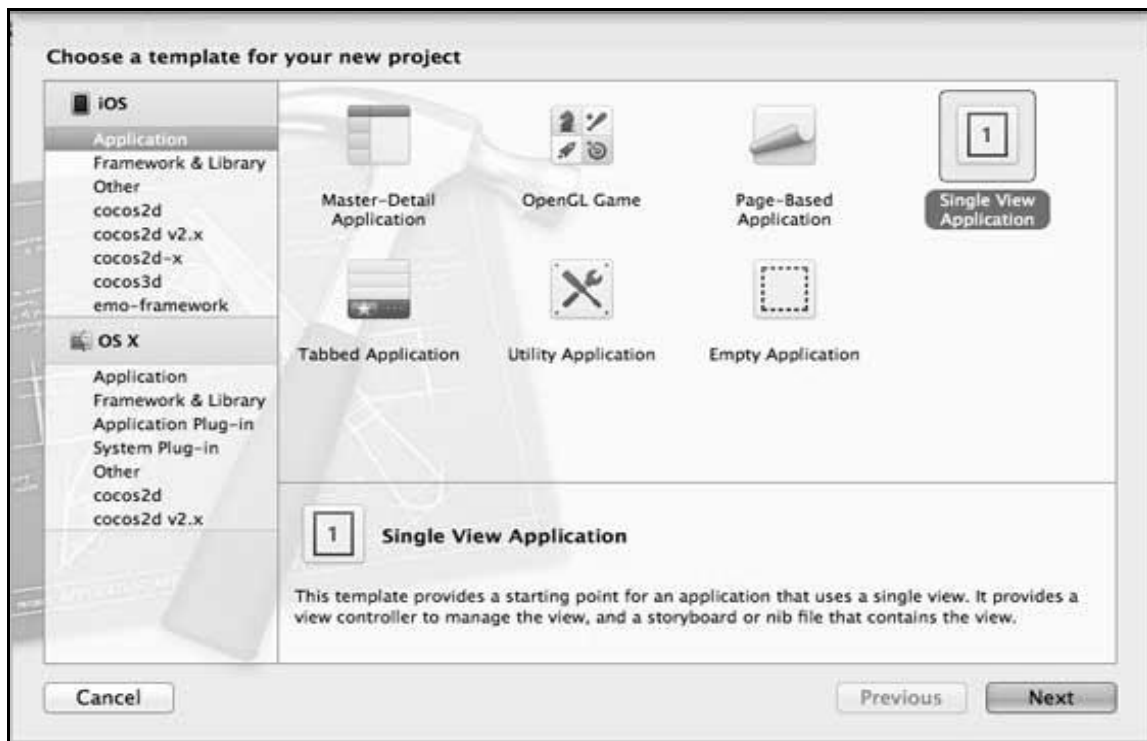 Choose a template for your new project
iOS
Application
Framework & Library
Other
cocos2d
cocos2d v2.x
cocos2d-x
cocos3d
emo-framework
OS X
Application
Framework & Library
Application Plug-in
System Plug-in
Other
cocos2d
cocos2d v2.x
Master-Detail
Application
OpenGL Game
Page-Based
Application
1
Single View
Application
Tabbed Application
Utility Application
Empty Application
1
Single View Application
This template provides a starting point for an application that uses a single view. It provides a
view controller to manage the view, and a storyboard or nib file that contains the view.
Cancel
Previous
Next